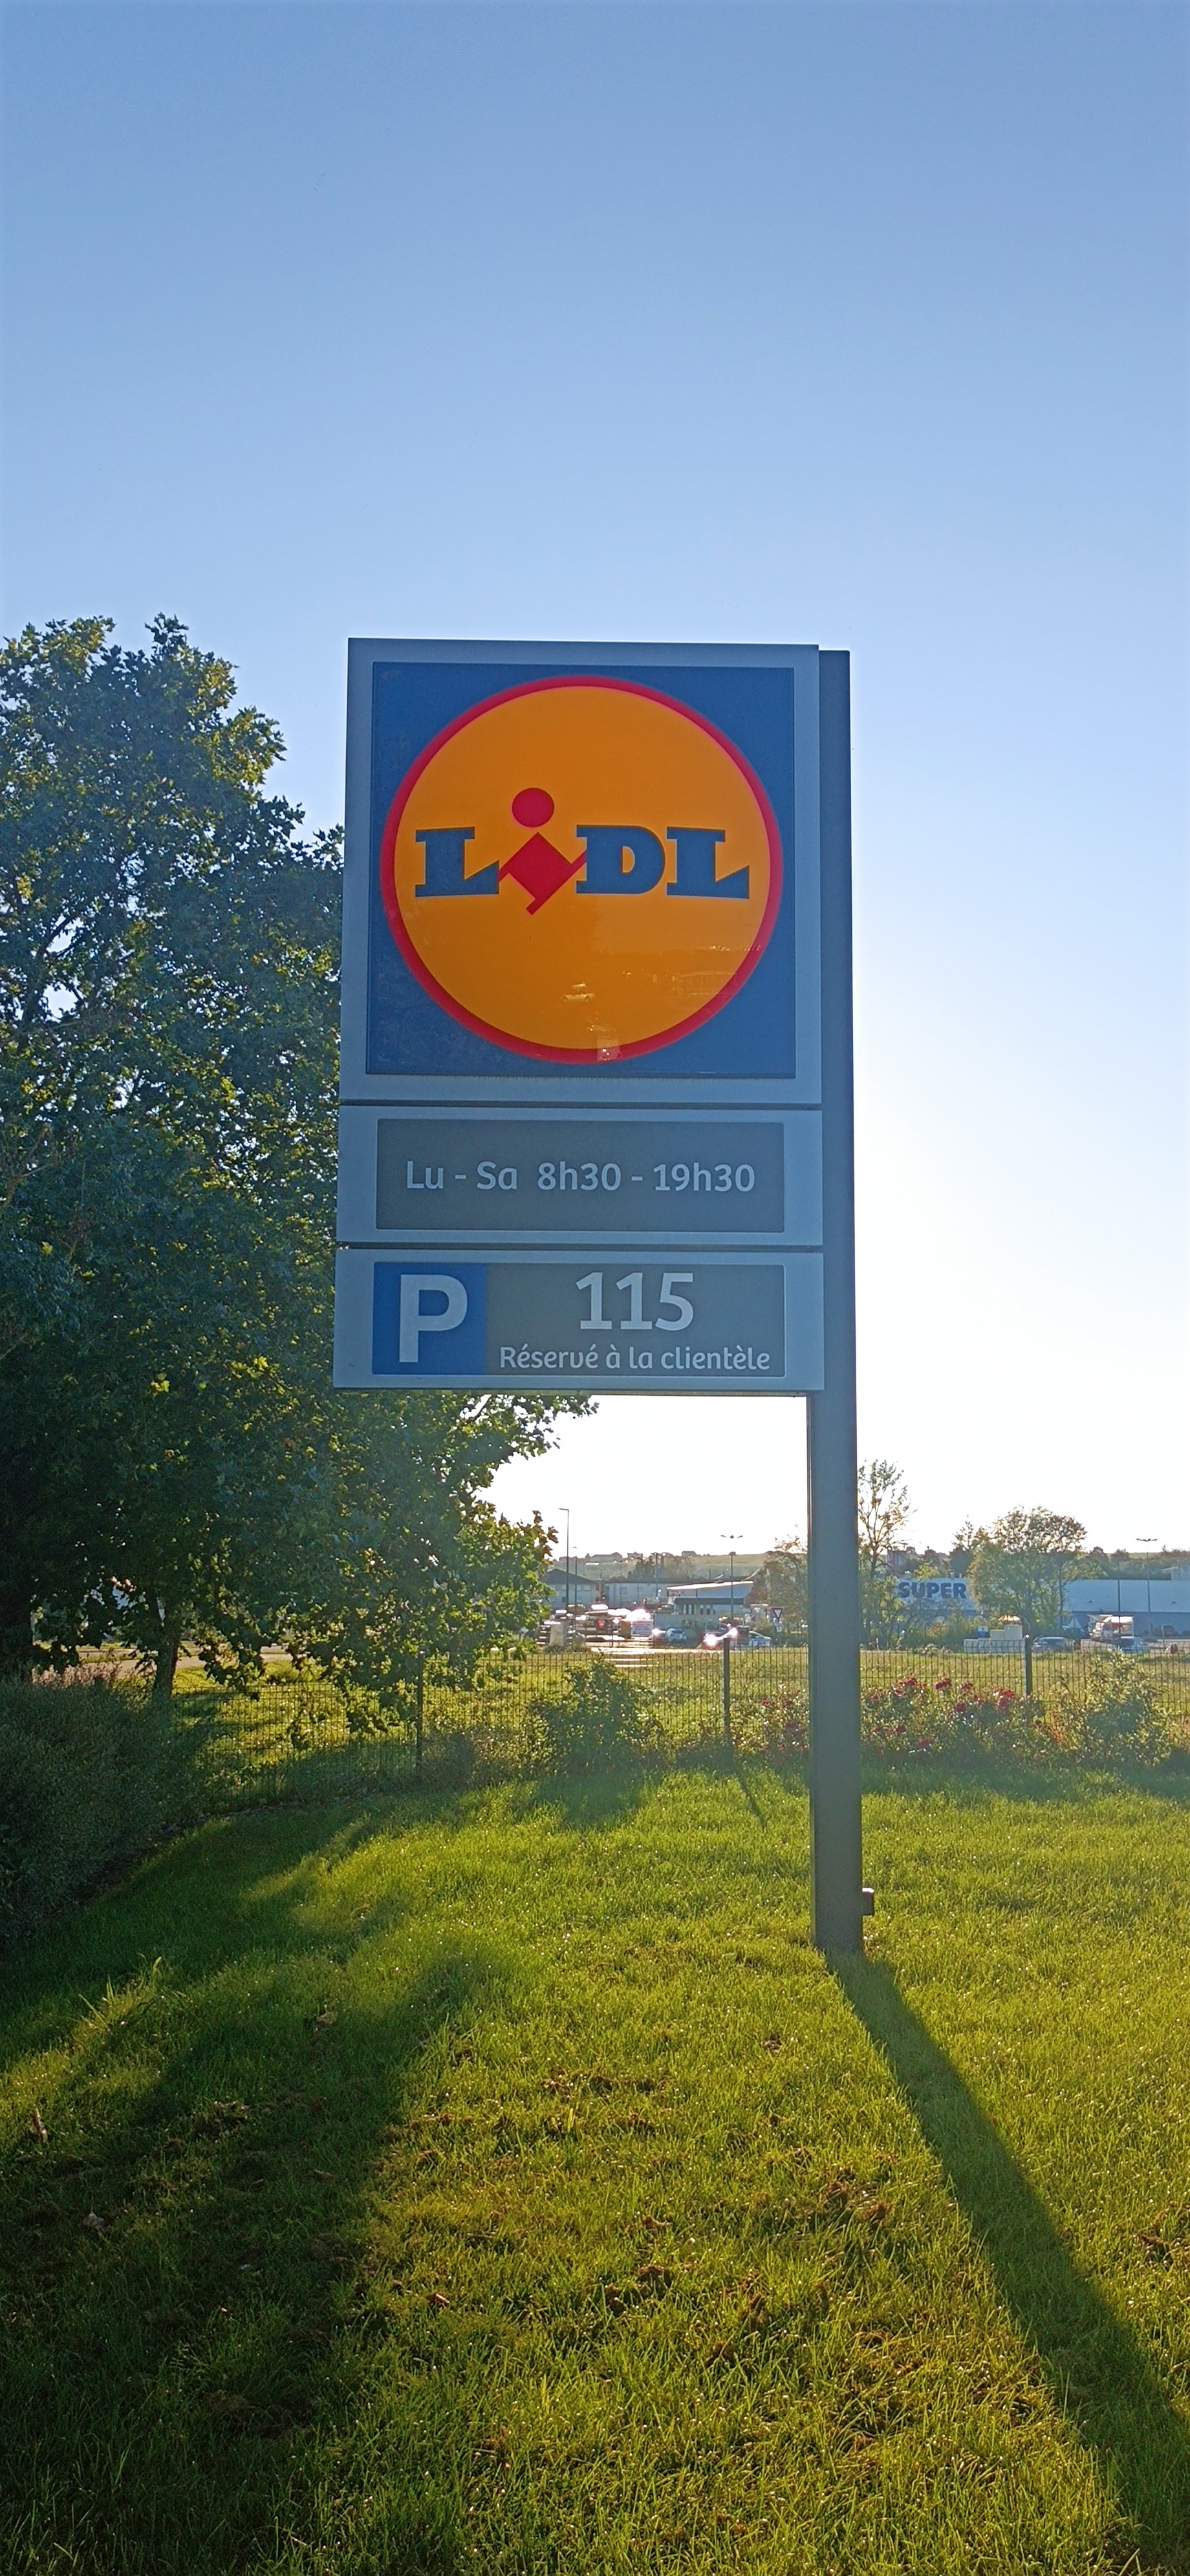 LiDL
Lu - Sa 8h30 - 19h30
P
115
Réservé à la clientèle
SUPER